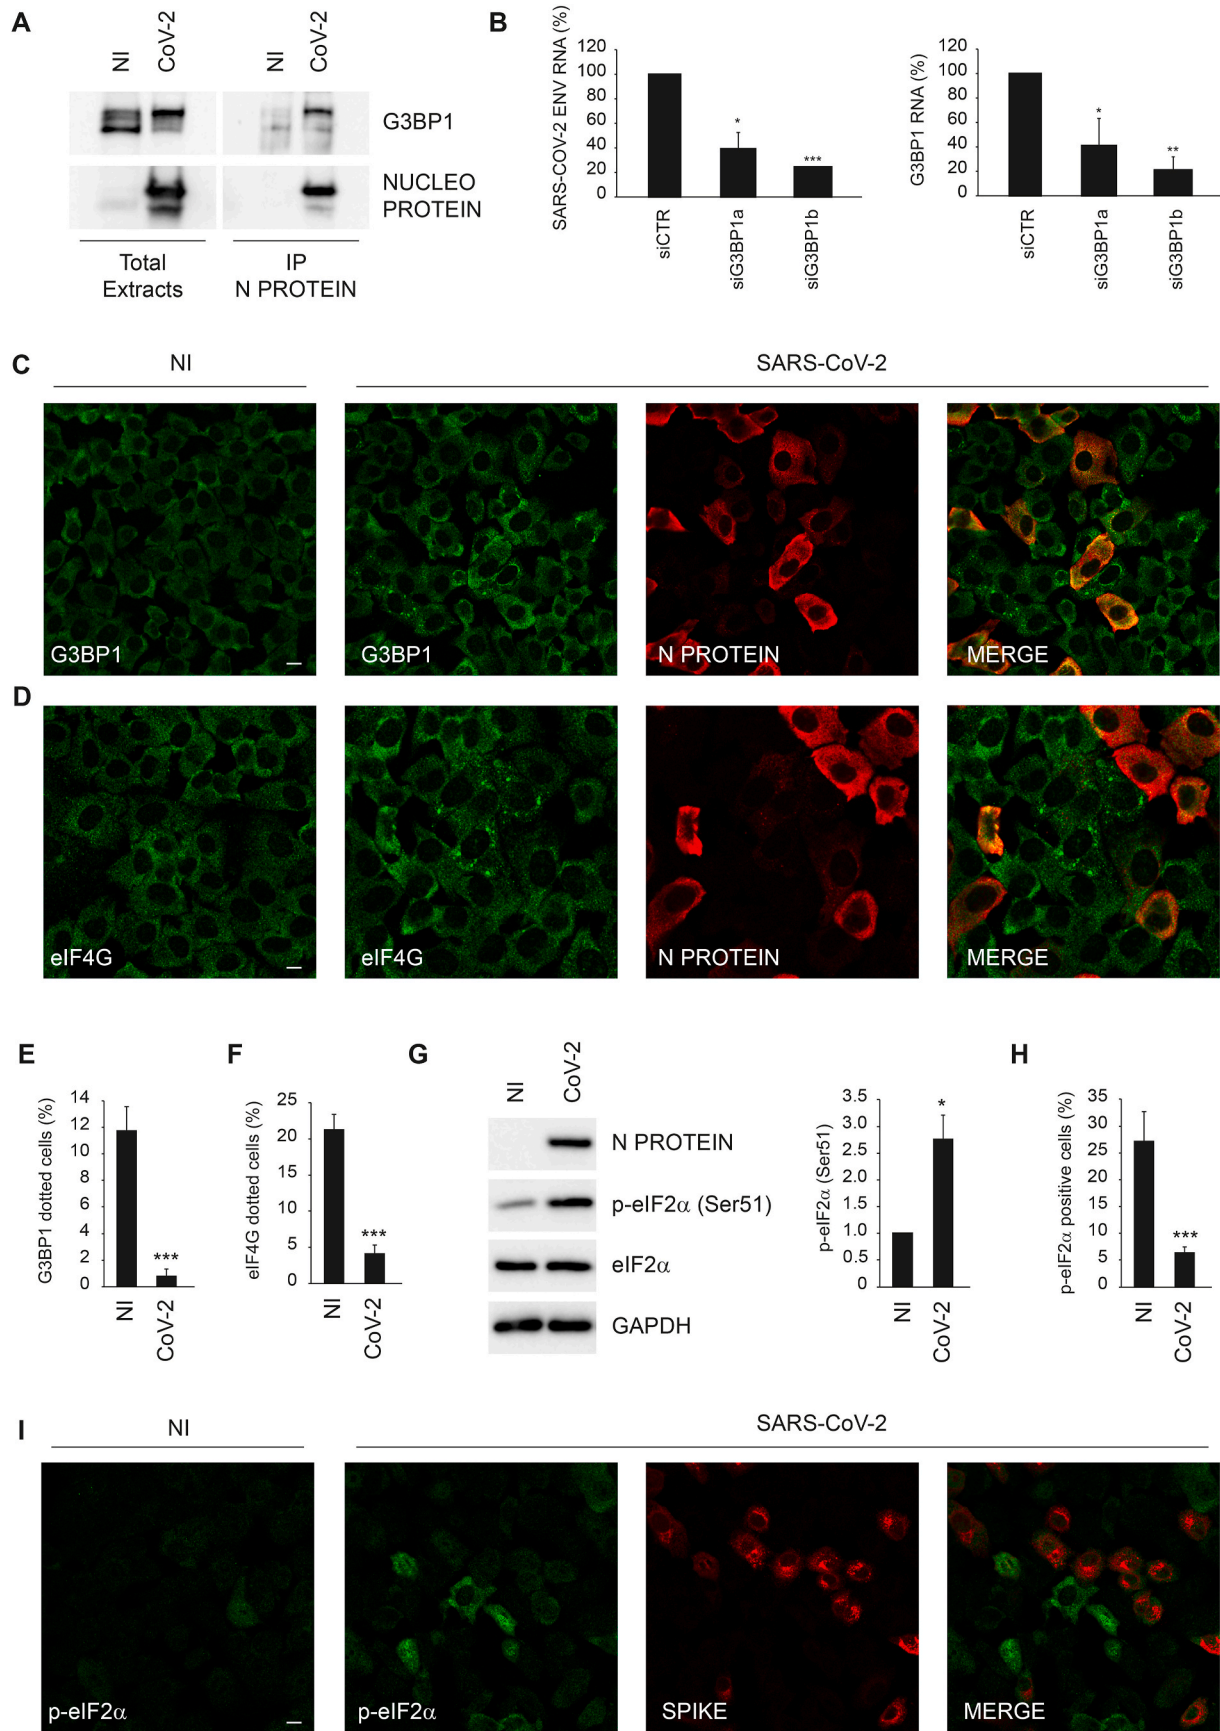 A
NI
CoV-2
NI
CoV-2
G3BP1
NUCLEO
PROTEIN
Total
Extracts
IP
N PROTEIN
B
SARS-COV-2 ENV RNA (%)
120
100
80
60
40
20
0
*
***
siCTR
siG3BP1a
siG3BP1b
G3BP1 RNA (%)
120
100
80
60
40
20
0
*
**
siCTR
siG3BP1a
siG3BP1b
C
NI
SARS-CoV-2
G3BP1
G3BP1
N PROTEIN
MERGE
D
eIF4G
eIF4G
N PROTEIN
MERGE
E
G3BP1 dotted cells (%)
14
12
10
8
6
4
2
0
***
NI
CoV-2
F
eIF4G dotted cells (%)
25
20
15
10
5
0
***
NI
CoV-2
G
NI
CoV-2
N PROTEIN
p-eIF2α (Ser51)
eIF2α
GAPDH
p-eIF2α (Ser51)
3.5
3.0
2.5
2.0
1.5
1.0
0.5
0
*
NI
CoV-2
H
p-eIF2α positive cells (%)
35
30
25
20
15
10
5
0
***
NI
CoV-2
I
NI
SARS-CoV-2
p-eIF2α
p-eIF2α
SPIKE
MERGE